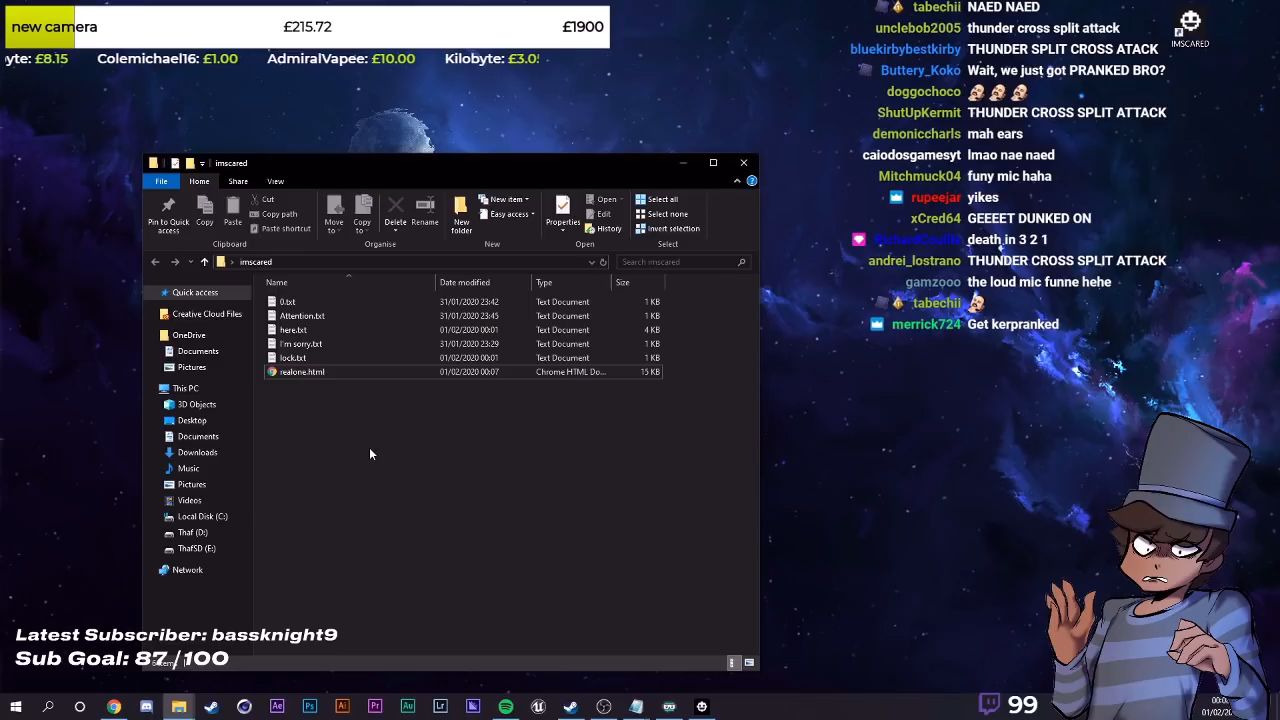 new camera £215.72 £1900
yte: £8.15 Colemichael16: £1.00 AdmiralVapee: £10.00 Kilobyte: £3.05
IMSCARED
tabechii NAED NAED
unclebob2005 thunder cross split attack
bluekirbybestkirby THUNDER SPLIT CROSS ATACK
Buttery_Koko Wait, we just got PRANKED BRO?
doggochoco
ShutUpKermit THUNDER CROSS SPLIT ATTACK
demoniccharls mah ears
caiodosgamesyt lmao nae naed
Mitchmuck04 funy mic haha
rupeejar yikes
xCred64 GEEEET DUNKED ON
death in 3 2 1
andrei_lostrano THUNDER CROSS SPLIT ATTACK
gamzooo the loud mic funne hehe
tabechii
merrick724 Get kerpranked
imscared
File Home Share View
Pin to Quick access
Copy
Paste
Cut
Copy path
Paste shortcut
Clipboard
Move to
Copy to
Delete
Rename
Organise
New folder
New item
Easy access
New
Properties
Open
Edit
History
Open
Select all
Select none
Invert selection
Select
imscared
Search imscared
Name Date modified Type Size
0.txt 31/01/2020 23:42 Text Document 1 KB
Attention.txt 31/01/2020 23:45 Text Document 1 KB
here.txt 01/02/2020 00:01 Text Document 4 KB
I'm sorry.txt 31/01/2020 23:29 Text Document 1 KB
lock.txt 01/02/2020 00:01 Text Document 1 KB
realone.html 01/02/2020 00:07 Chrome HTML Do... 15 KB
Quick access
Creative Cloud Files
OneDrive
Documents
Pictures
This PC
3D Objects
Desktop
Documents
Downloads
Music
Pictures
Videos
Local Disk (C:)
Thaf (D:)
ThafSD (E:)
Network
Latest Subscriber: bassknight9
Sub Goal: 87 /100
Ae Ps Ai Pr Au Lr
99